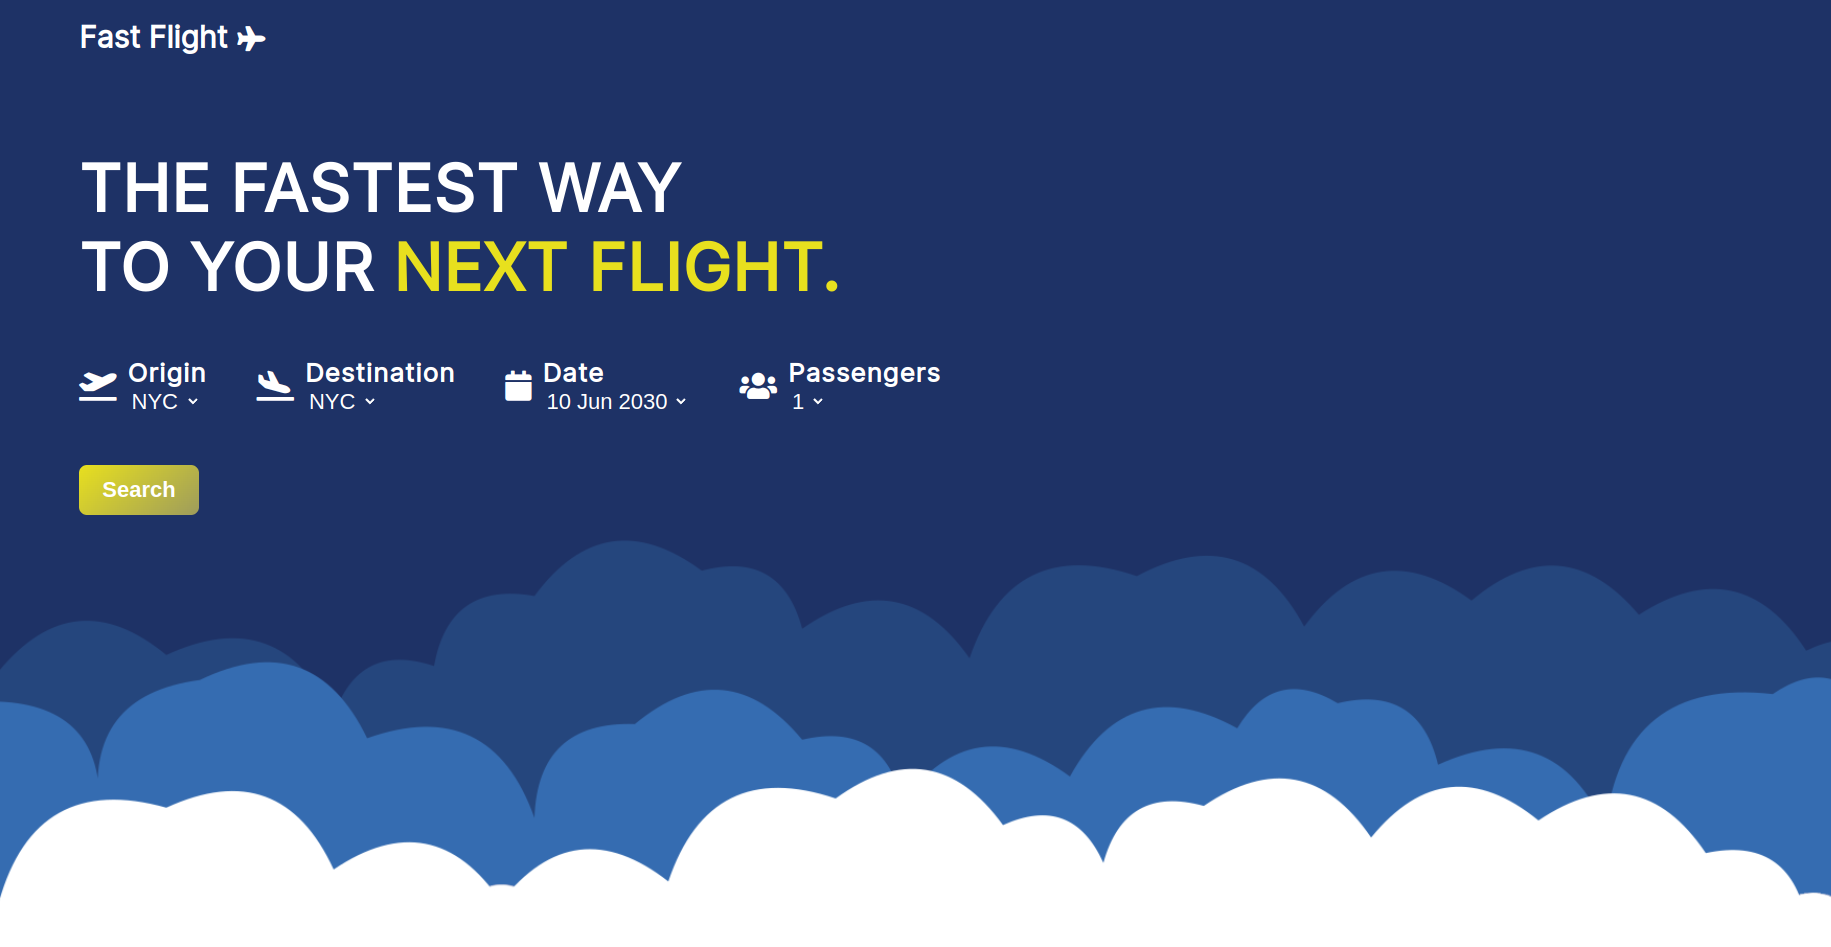 Fast Flight
THE FASTEST WAY
TO YOUR NEXT FLIGHT.
Origin
NYC
Destination
NYC
Date
10 Jun 2030
Passengers
1
Search